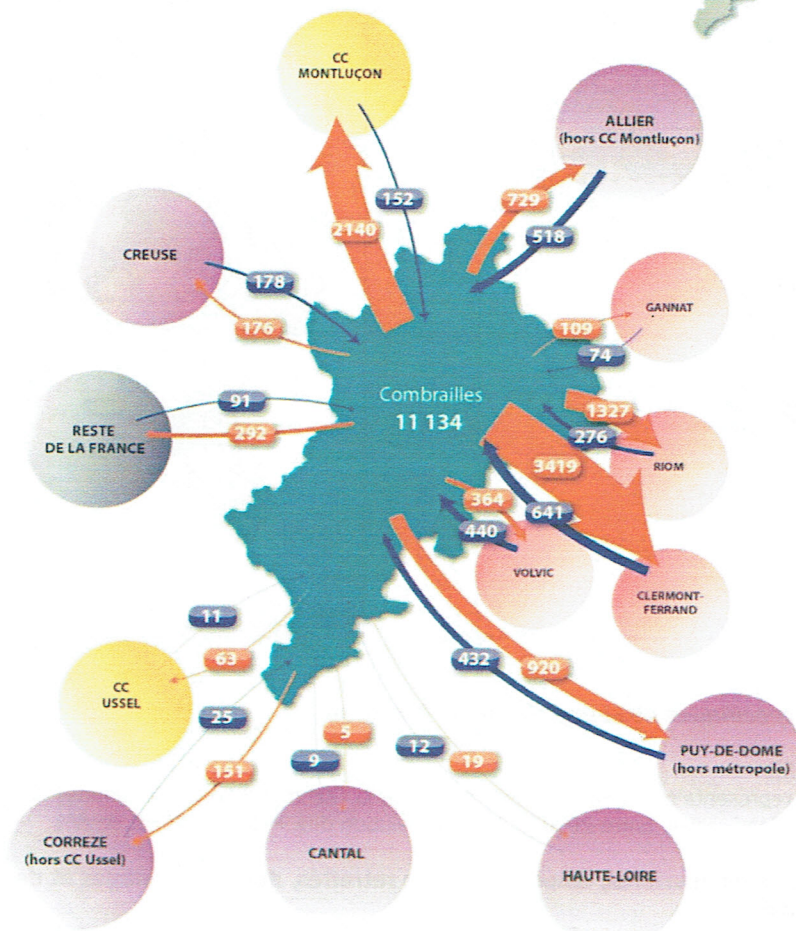 CC
MONTLUÇON
ALLIER
(hors CC Montluçon)
729
152
2140
518
CREUSE
178
GANNAT
176
109
74
Combrailles
91
11 134
1327
RESTE
DE LA FRANCE
292
276
3419
RIOM
364
641
440
VOLVIC
CLERMONT-
FERRAND
11
63
432
920
CC
USSEL
25
5
12
PUY-DE-DOME
(hors métropole)
151
9
19
CORREZE
(hors CC Ussel)
CANTAL
HAUTE-LOIRE